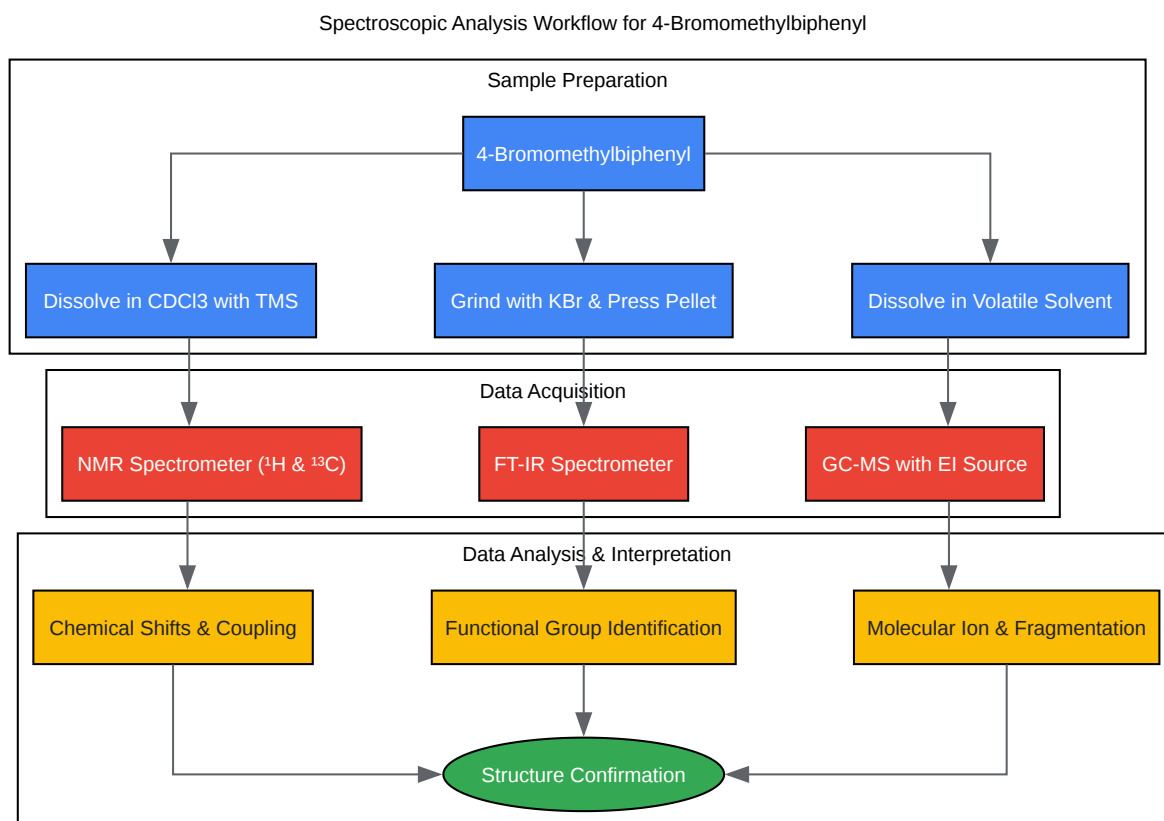 Spectroscopic Analysis Workflow for 4-Bromomethylbiphenyl
Sample Preparation
4-Bromomethylbiphenyl
Dissolve in CDCl3 with TMS
Grind with KBr & Press Pellet
Dissolve in Volatile Solvent
Data Acquisition
NMR Spectrometer (¹H & ¹³C)
FT-IR Spectrometer
GC-MS with EI Source
Data Analysis & Interpretation
Chemical Shifts & Coupling
Functional Group Identification
Molecular Ion & Fragmentation
Structure Confirmation